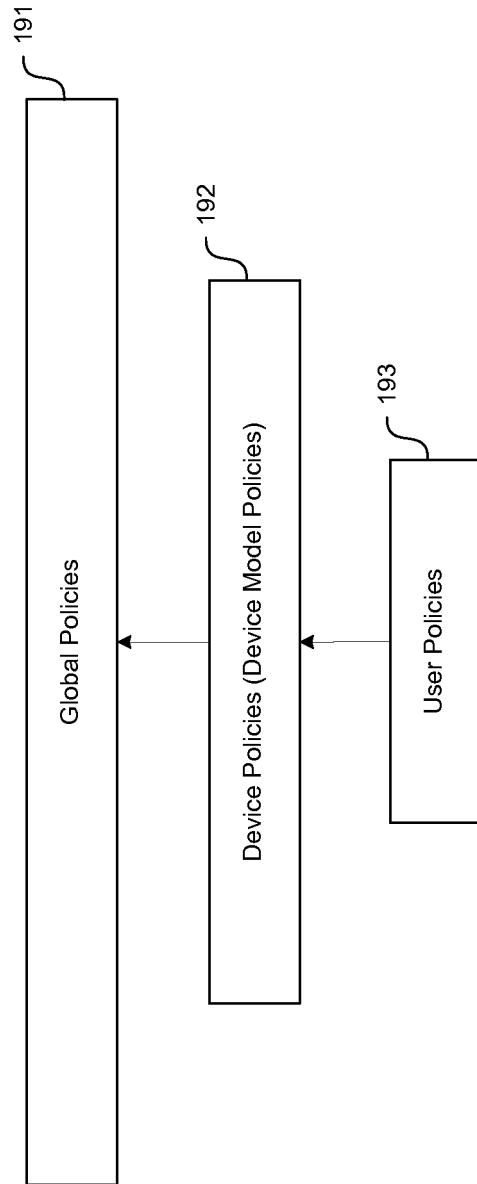 191
Global Policies
192
Device Policies (Device Model Policies)
193
User Policies